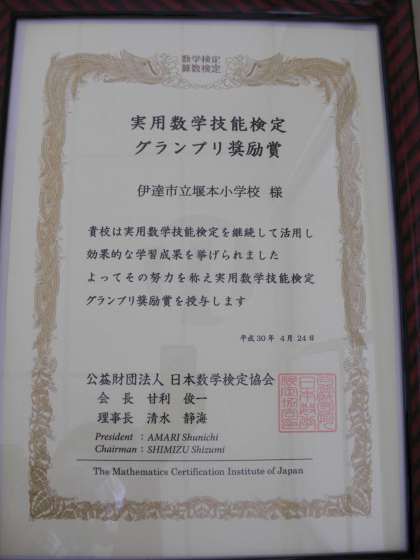 数学検定
算数検定
実用数学技能検定
グランプリ奨励賞
伊達市立堰本小学校 様
貴校は実用数学技能検定を継続して活用し
効果的な学習成果を挙げられました
よってその努力を称え実用数学技能検定
グランプリ奨励賞を授与します
平成30年 4月24日
公益財団法人 日本数学検定協会
会 長 甘利 俊一
理事長 清水 静海
President : AMARI Shunichi
Chairman : SHIMIZU Shizumi
The Mathematics Certification Institute of Japan